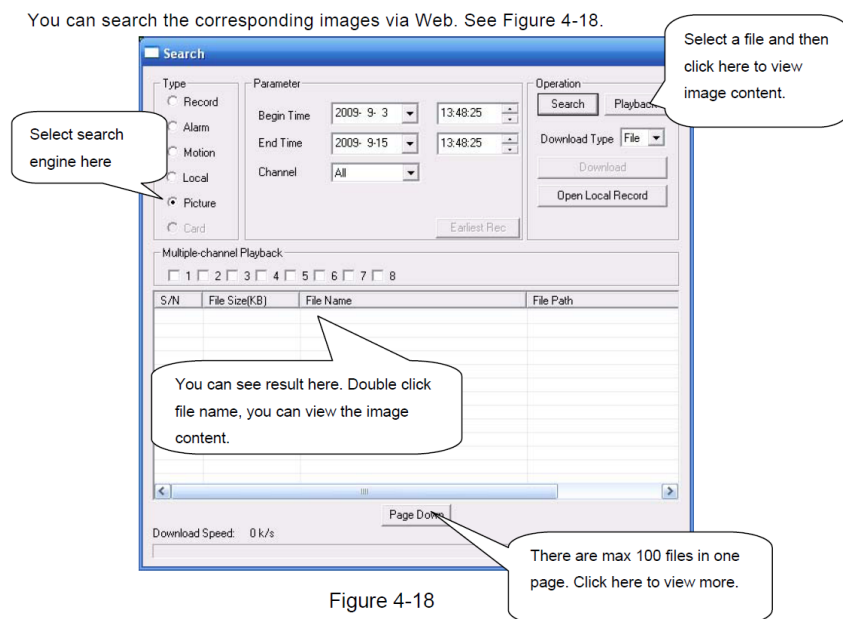 You can search the corresponding images via Web. See Figure 4-18.
Search
Select a file and then
click here to view
image content.
Type
Record
Alarm
Motion
Local
Picture
Card
Select search
engine here
Parameter
Begin Time 2009- 9- 3 13:48:25
End Time 2009- 9-15 13:48:25
Channel All
Earliest Rec
Operation
Search Playback
Download Type File
Download
Open Local Record
Multiple-channel Playback
1 2 3 4 5 6 7 8
S/N File Size(KB) File Name File Path
You can see result here. Double click
file name, you can view the image
content.
Page Down
Download Speed: 0 k/s
There are max 100 files in one
page. Click here to view more.
Figure 4-18